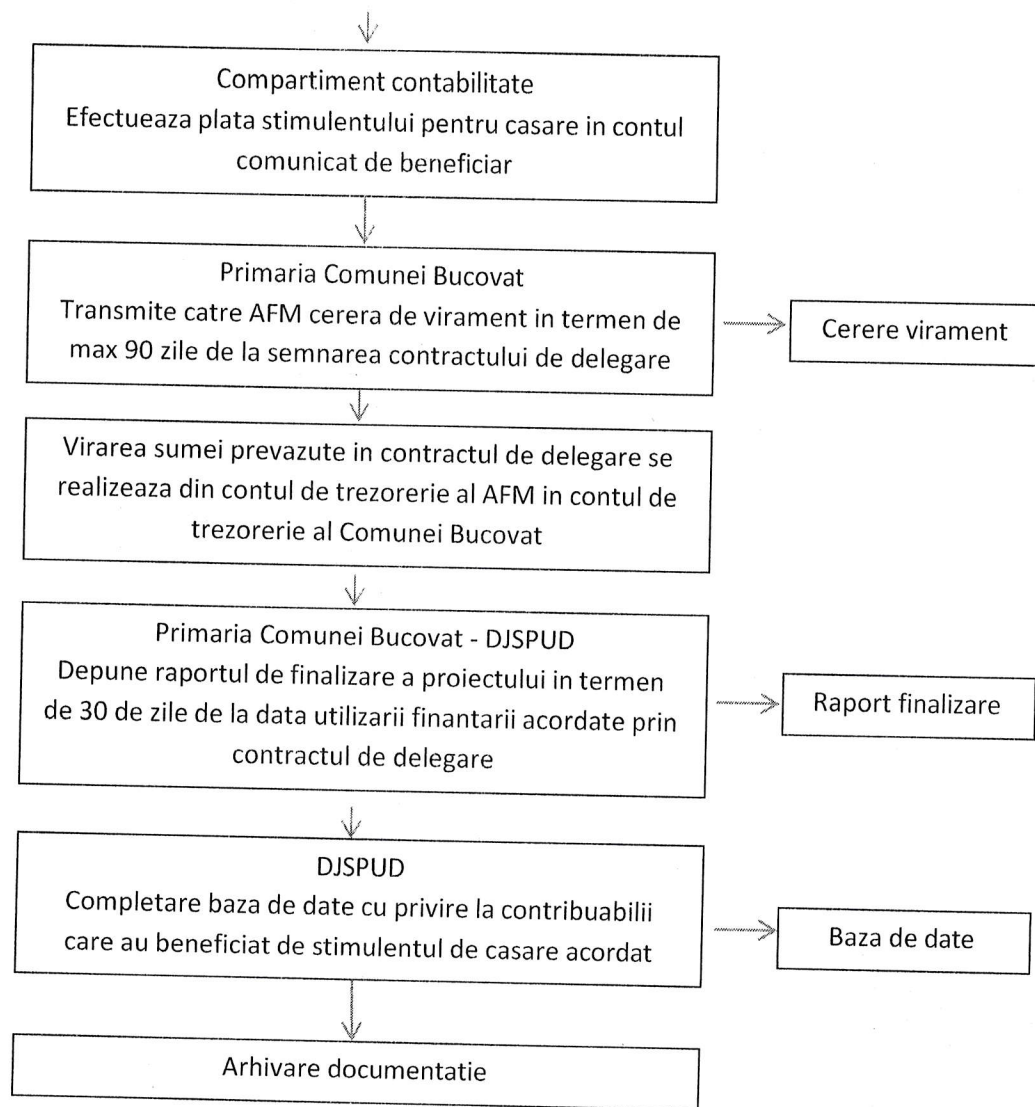 Compartiment contabilitate
Efectueaza plata stimulentului pentru casare in contul
comunicat de beneficiar
Primaria Comunei Bucovat
Transmite catre AFM cererea de virament in termen de
max 90 zile de la semnarea contractului de delegare
Cerere virament
Virarea sumei prevazute in contractul de delegare se
realizeaza din contul de trezorerie al AFM in contul de
trezorerie al Comunei Bucovat
Primaria Comunei Bucovat - DJSPUD
Depune raportul de finalizare a proiectului in termen
de 30 de zile de la data utilizarii finantarii acordate prin
contractul de delegare
Raport finalizare
DJSPUD
Completare baza de date cu privire la contribuabilii
care au beneficiat de stimulentul de casare acordat
Baza de date
Arhivare documentatie